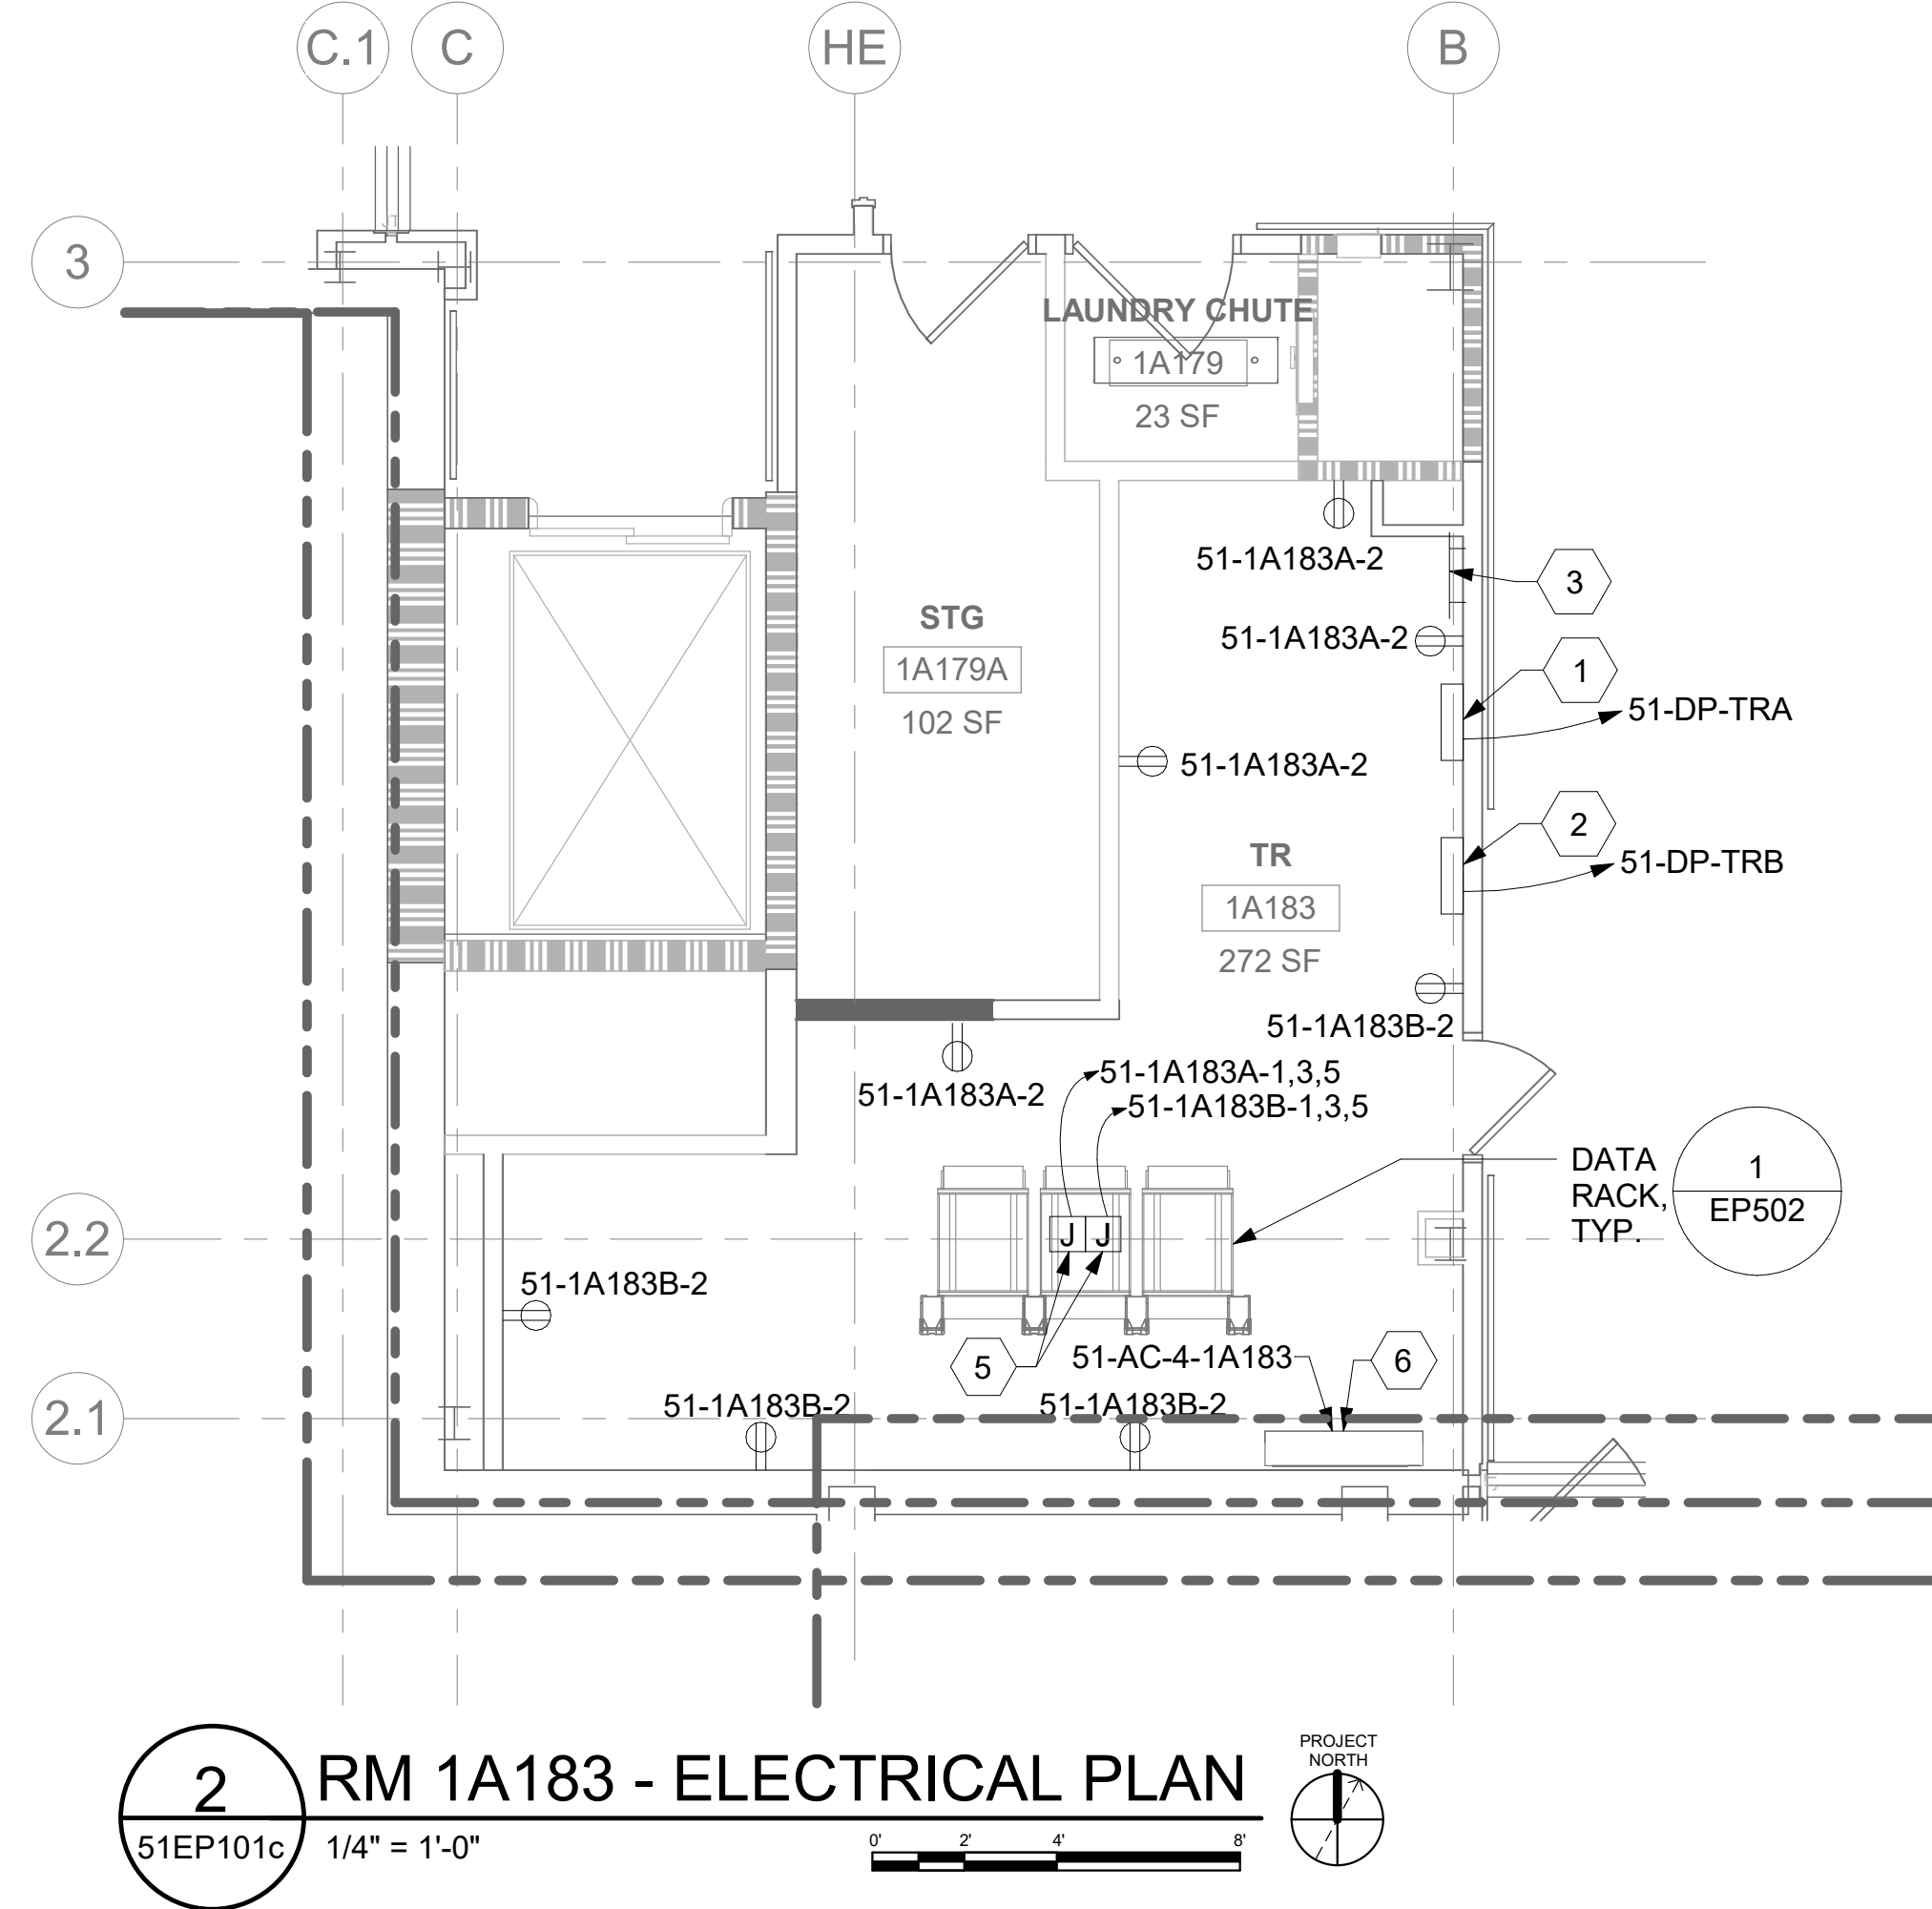 C.1
C
HE
B
3
LAUNDRY CHUTE
1A179
23 SF
51-1A183A-2
3
51-1A183A-2
STG
1A179A
102 SF
1
51-DP-TRA
51-1A183A-2
2
51-DP-TRB
TR
1A183
272 SF
51-1A183B-2
51-1A183A-2
51-1A183A-1,3,5
51-1A183B-1,3,5
DATA
RACK,
TYP.
1
EP502
2.2
J J
51-1A183B-2
5
51-AC-4-1A183
6
2.1
51-1A183B-2
51-1A183B-2
2
51EP101c
RM 1A183 - ELECTRICAL PLAN
1/4" = 1'-0"
0' 2' 4' 8'
PROJECT
NORTH